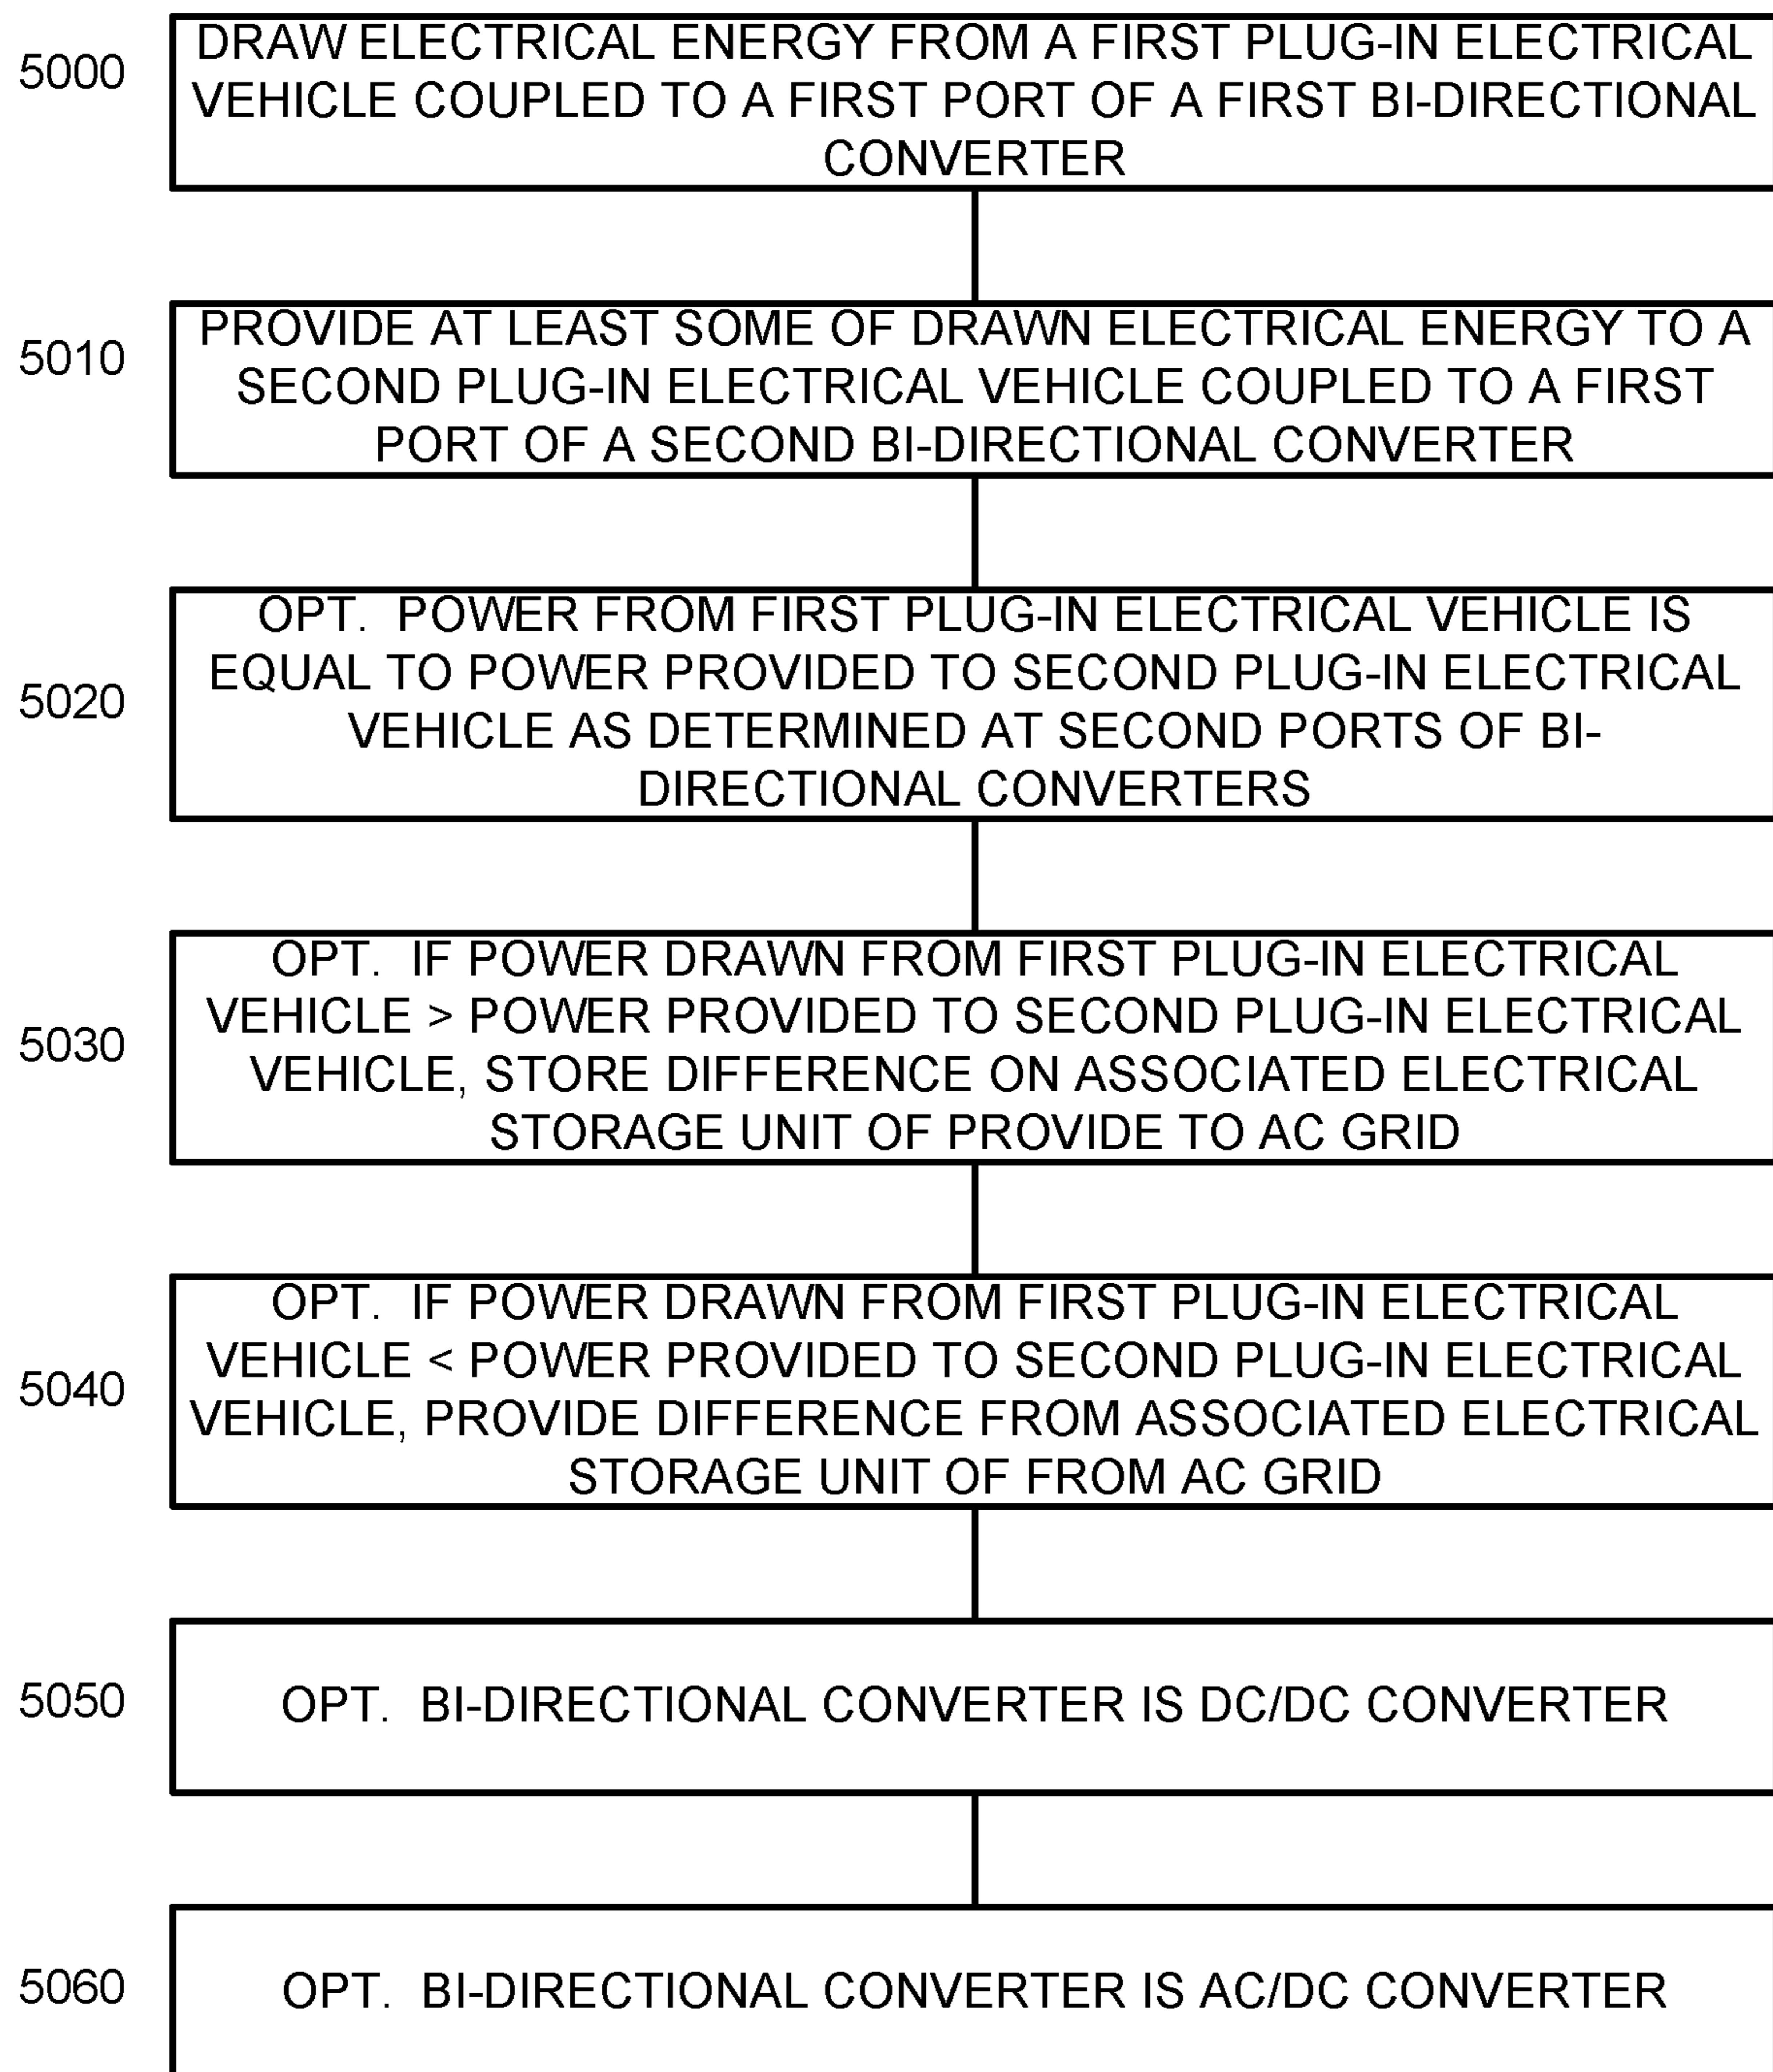 5000
DRAW ELECTRICAL ENERGY FROM A FIRST PLUG-IN ELECTRICAL
VEHICLE COUPLED TO A FIRST PORT OF A FIRST BI-DIRECTIONAL
CONVERTER
5010
PROVIDE AT LEAST SOME OF DRAWN ELECTRICAL ENERGY TO A
SECOND PLUG-IN ELECTRICAL VEHICLE COUPLED TO A FIRST
PORT OF A SECOND BI-DIRECTIONAL CONVERTER
5020
OPT. POWER FROM FIRST PLUG-IN ELECTRICAL VEHICLE IS
EQUAL TO POWER PROVIDED TO SECOND PLUG-IN ELECTRICAL
VEHICLE AS DETERMINED AT SECOND PORTS OF BI-
DIRECTIONAL CONVERTERS
5030
OPT. IF POWER DRAWN FROM FIRST PLUG-IN ELECTRICAL
VEHICLE > POWER PROVIDED TO SECOND PLUG-IN ELECTRICAL
VEHICLE, STORE DIFFERENCE ON ASSOCIATED ELECTRICAL
STORAGE UNIT OF PROVIDE TO AC GRID
5040
OPT. IF POWER DRAWN FROM FIRST PLUG-IN ELECTRICAL
VEHICLE < POWER PROVIDED TO SECOND PLUG-IN ELECTRICAL
VEHICLE, PROVIDE DIFFERENCE FROM ASSOCIATED ELECTRICAL
STORAGE UNIT OF FROM AC GRID
5050
OPT. BI-DIRECTIONAL CONVERTER IS DC/DC CONVERTER
5060
OPT. BI-DIRECTIONAL CONVERTER IS AC/DC CONVERTER